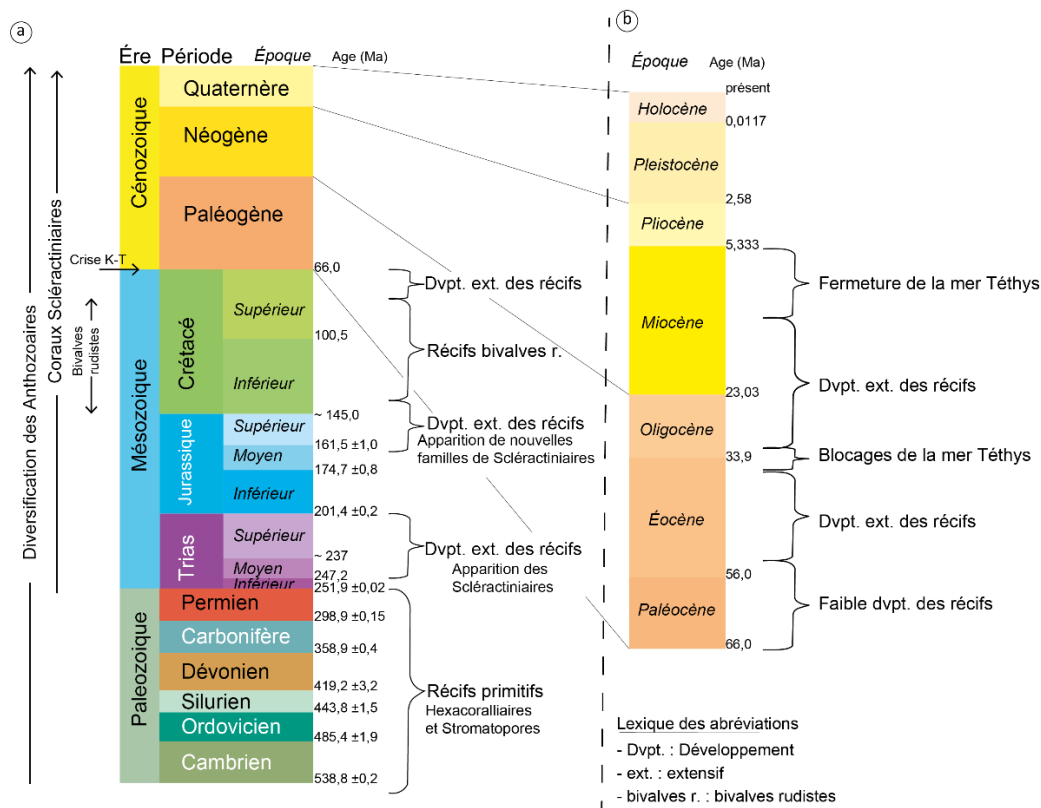 a
Ére Période Époque Age (Ma)
Diversification des Anthozoaires
Coraux Scléractiniaires
Crise K-T
Bivalves
rudistes
Cénozoique
Quaternère
Néogène
Paléogène
66,0
Mésozoique
Crétacé
Supérieur
100,5
Inférieur
~ 145,0
Jurassique
Supérieur
161,5 ±1,0
Moyen
174,7 ±0,8
Inférieur
201,4 ±0,2
Trias
Supérieur
~ 237
Moyen
247,2
Inférieur
251,9 ±0,02
Paleozoique
Permien
298,9 ±0,15
Carbonifère
358,9 ±0,4
Dévonien
419,2 ±3,2
Silurien
443,8 ±1,5
Ordovicien
485,4 ±1,9
Cambrien
538,8 ±0,2
Dvpt. ext. des récifs
Récifs bivalves r.
Dvpt. ext. des récifs
Apparition de nouvelles
familles de Scléractiniaires
Dvpt. ext. des récifs
Apparition des
Scléractiniaires
Récifs primitifs
Hexacoralliaires
et Stromatopores
b
Époque Age (Ma)
présent
Holocène
0,0117
Pleistocène
2,58
Pliocène
5,333
Miocène
23,03
Oligocène
33,9
Éocène
56,0
Paléocène
66,0
Fermeture de la mer Téthys
Dvpt. ext. des récifs
Blocages de la mer Téthys
Dvpt. ext. des récifs
Faible dvpt. des récifs
Lexique des abréviations
- Dvpt. : Développement
- ext. : extensif
- bivalves r. : bivalves rudistes